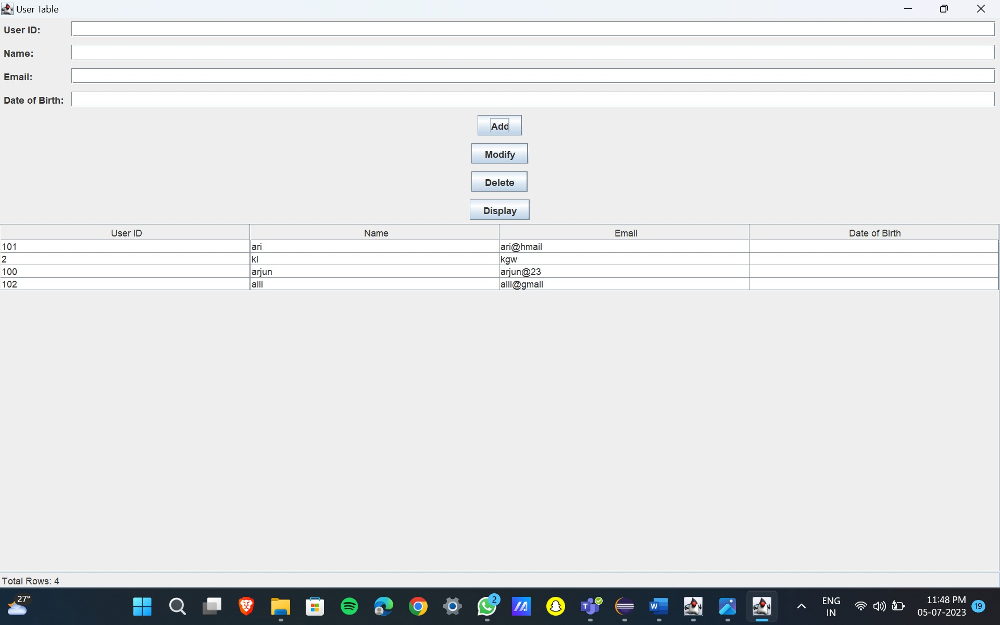 User Table
User ID:
Name:
Email:
Date of Birth:
Add
Modify
Delete
Display
User ID Name Email Date of Birth
101 ari ari@hmail
2 ki kgw
100 arjun arjun@23
102 alli alli@gmail
Total Rows: 4
27°
2
T
W
ENG
IN
11:48 PM
05-07-2023
19